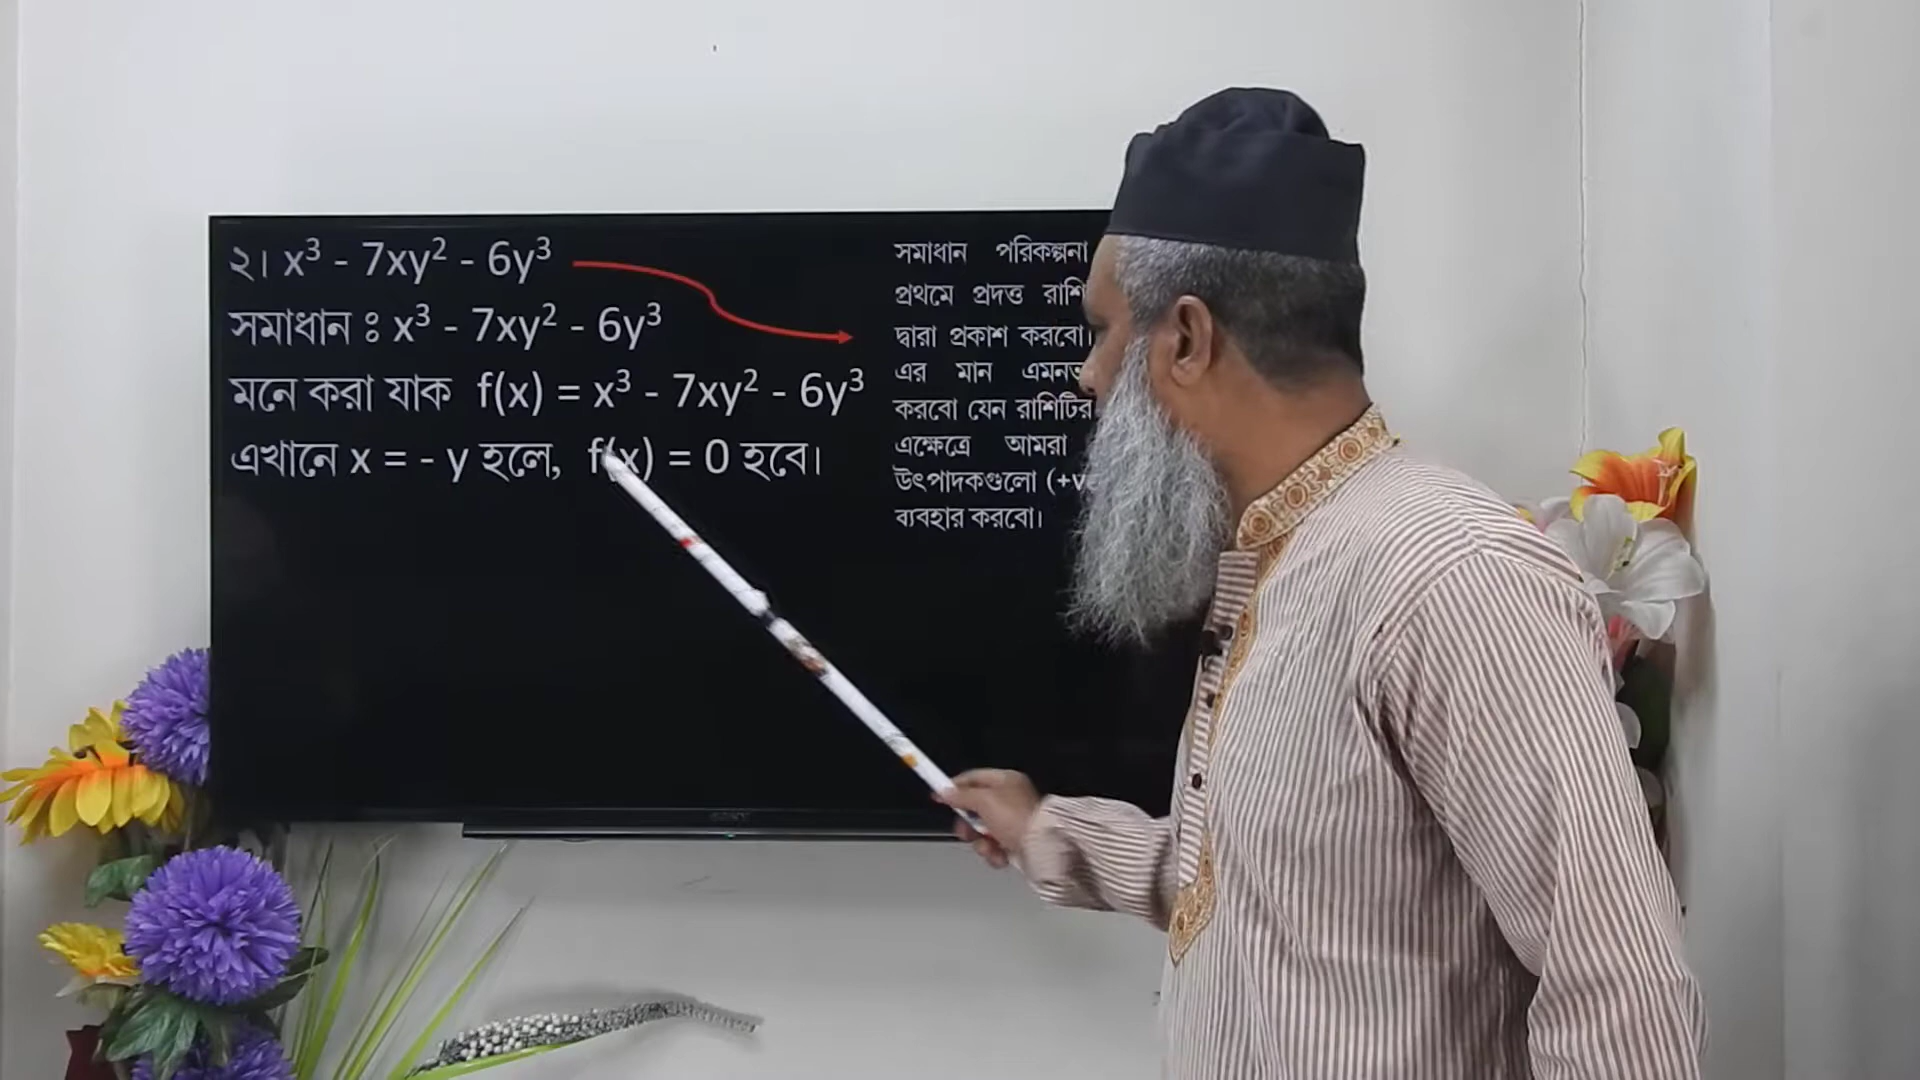 ২। x³ - 7xy² - 6y³
সমাধান ঃ x³ - 7xy² - 6y³
মনে করা যাক f(x) = x³ - 7xy² - 6y³
এখানে x = - y হলে, f(x) = 0 হবে।
সমাধান পরিকল্পনা
প্রথমে প্রদত্ত রাশি
দ্বারা প্রকাশ করবো।
এর মান
করবো যেন রাশিটির
এক্ষেত্রে আমরা
উৎপাদকগুলো (+v
ব্যবহার করবো।
SONY